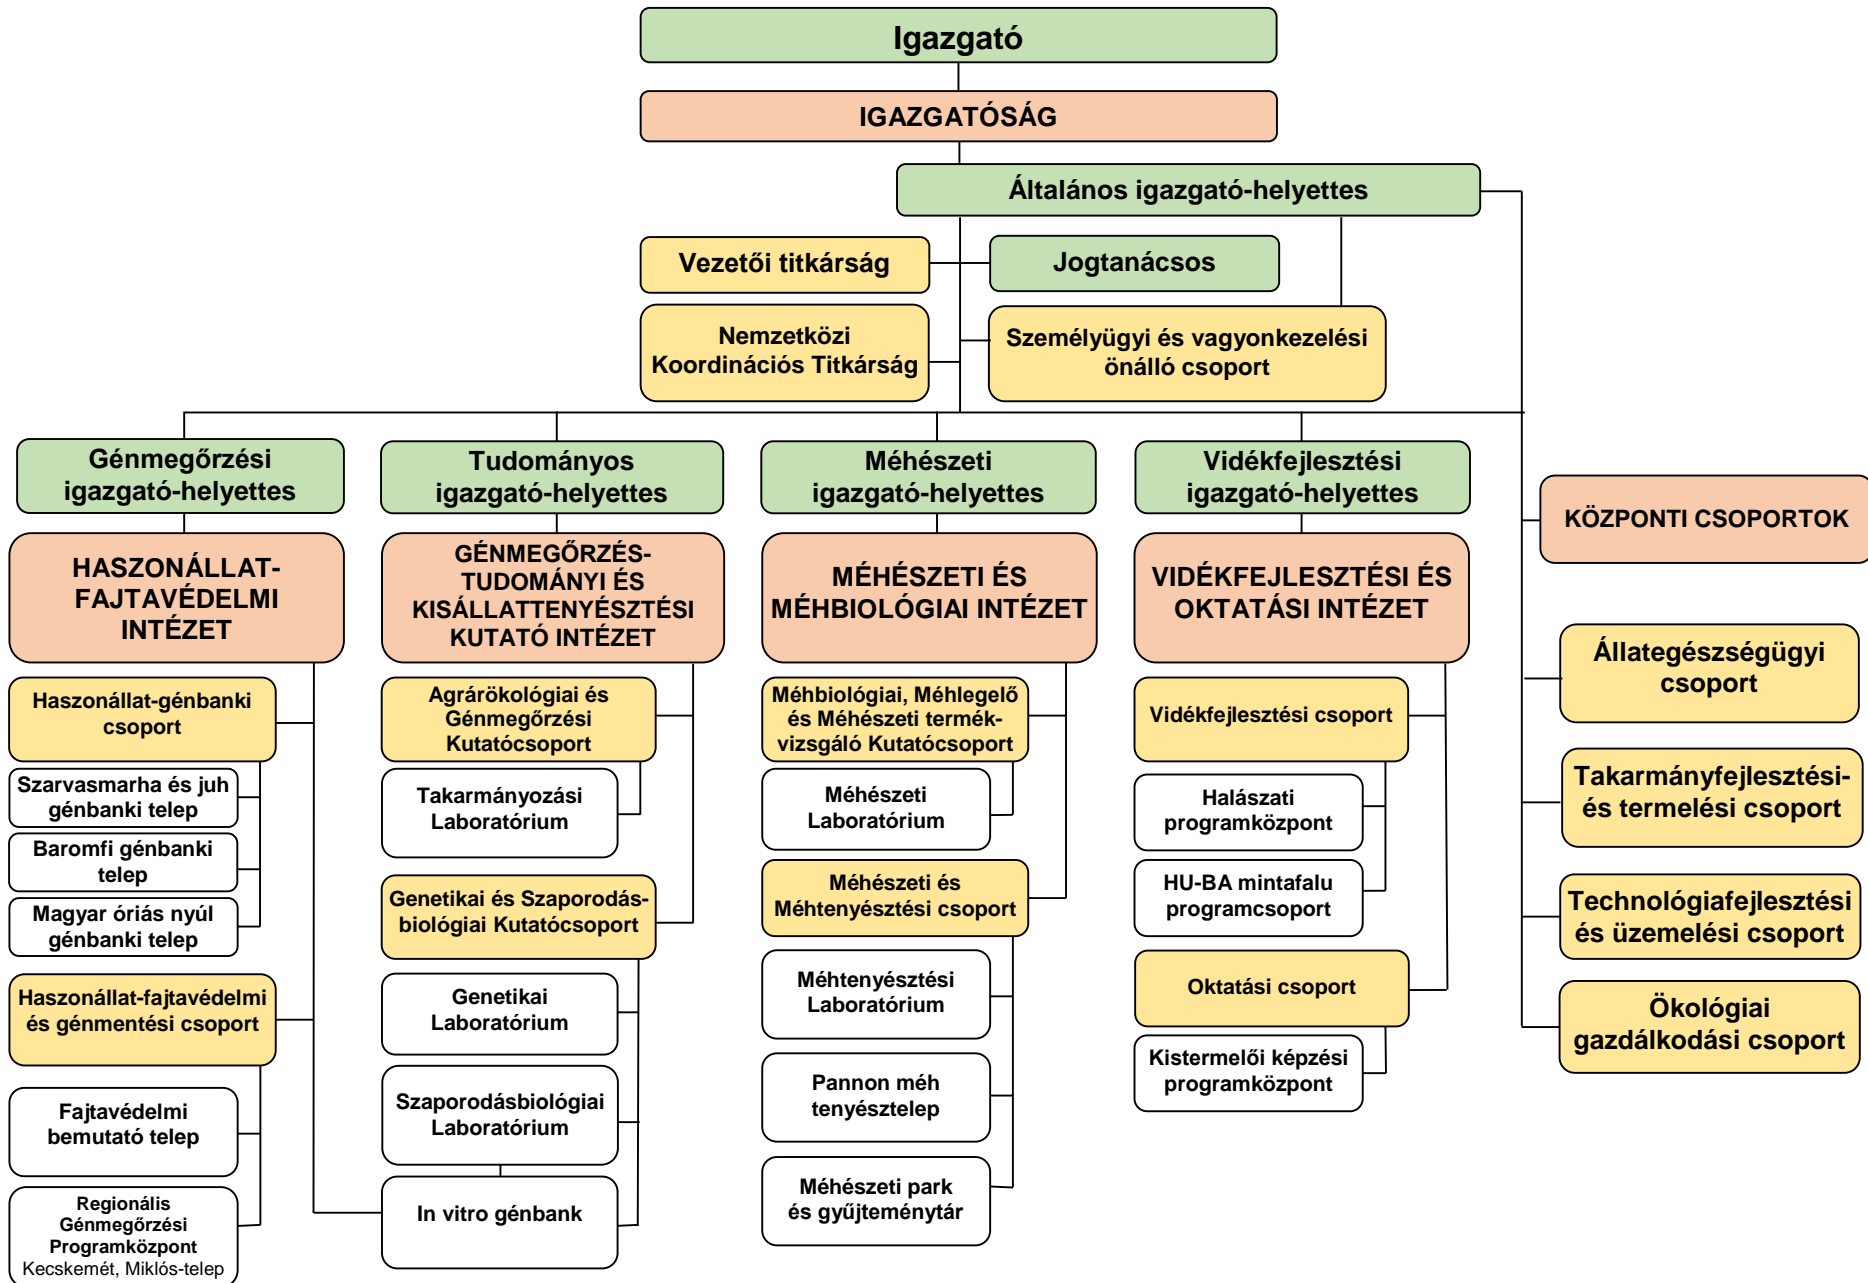 Igazgató
IGAZGATÓSÁG
Általános igazgató-helyettes
Vezetői titkárság
Jogtanácsos
Nemzetközi
Koordinációs Titkárság
Személyügyi és vagyonkezelési
önálló csoport
Génmegőrzési
igazgató-helyettes
Tudományos
igazgató-helyettes
Méhészeti
igazgató-helyettes
Vidékfejlesztési
igazgató-helyettes
KÖZPONTI CSOPORTOK
HASZONÁLLAT-
FAJTAVÉDELMI
INTÉZET
GÉNMEGŐRZÉS-
TUDOMÁNYI ÉS
KISÁLLATTENYÉSZTÉSI
KUTATÓ INTÉZET
MÉHÉSZETI ÉS
MÉHBIOLÓGIAI INTÉZET
VIDÉKFEJLESZTÉSI ÉS
OKTATÁSI INTÉZET
Haszonállat-génbanki
csoport
Szarvasmarha és juh
génbanki telep
Baromfi génbanki
telep
Magyar óriás nyúl
génbanki telep
Haszonállat-fajtavédelmi
és génmentési csoport
Fajtavédelmi
bemutató telep
Regionális
Génmegőrzési
Programközpont
Kecskemét, Miklós-telep
Agrárökológiai és
Génmegőrzési
Kutatócsoport
Takarmányozási
Laboratórium
Genetikai és Szaporodás-
biológiai Kutatócsoport
Genetikai
Laboratórium
Szaporodásbiológiai
Laboratórium
In vitro génbank
Méhbiológiai, Méhlegelő
és Méhészeti termék-
vizsgáló Kutatócsoport
Méhészeti
Laboratórium
Méhészeti és
Méhtenyésztési csoport
Méhtenyésztési
Laboratórium
Pannon méh
tenyésztelep
Méhészeti park
és gyűjteménytár
Vidékfejlesztési csoport
Halászati
programközpont
HU-BA mintafalu
programcsoport
Oktatási csoport
Kistermelői képzési
programközpont
Állategészségügyi
csoport
Takarmányfejlesztési-
és termelési csoport
Technológiafejlesztési
és üzemelési csoport
Ökológiai
gazdálkodási csoport